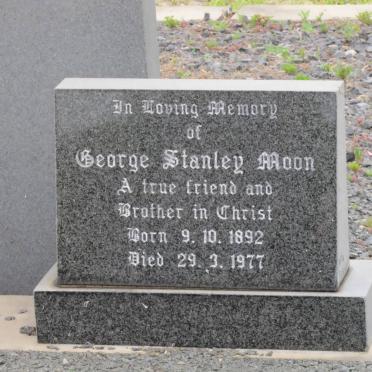 In Loving Memory
of
George Stanley Moon
A true friend and
Brother in Christ
Born 9. 10. 1892
Died 29. 3. 1977